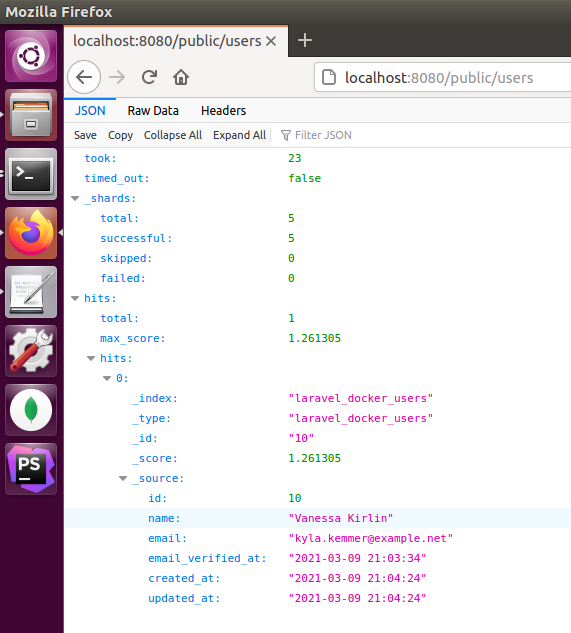 Mozilla Firefox
localhost:8080/public/users
localhost:8080/public/users
JSON Raw Data Headers
Save Copy Collapse All Expand All Filter JSON
took: 23
timed_out: false
_shards:
total: 5
successful: 5
skipped: 0
failed: 0
hits:
total: 1
max_score: 1.261305
hits:
0:
_index: "laravel_docker_users"
_type: "laravel_docker_users"
_id: "10"
_score: 1.261305
_source:
id: 10
name: "Vanessa Kirlin"
email: "kyla.kemmer@example.net"
email_verified_at: "2021-03-09 21:03:34"
created_at: "2021-03-09 21:04:24"
updated_at: "2021-03-09 21:04:24"
PS